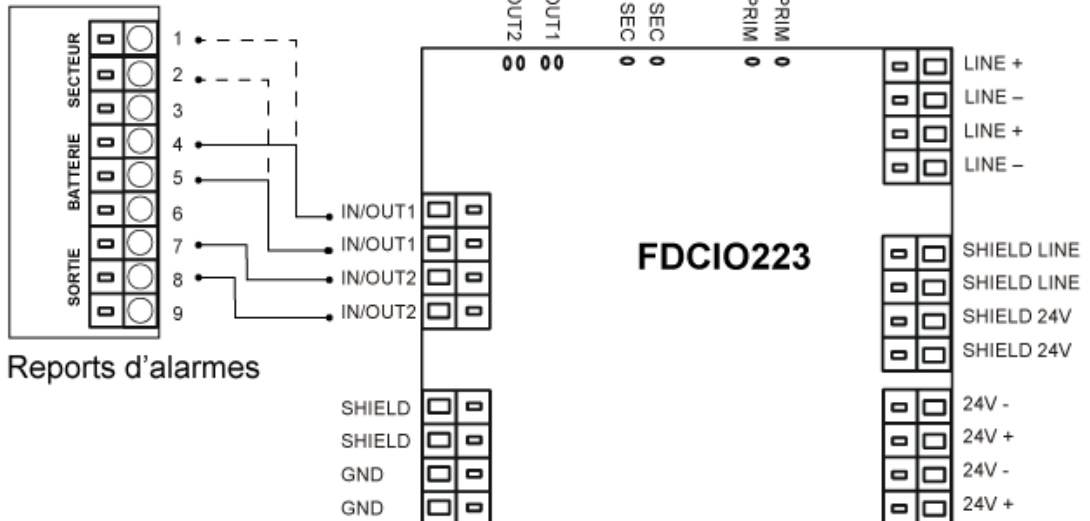 OUT2
OUT1
SEC
SEC
PRIM
PRIM
SECTEUR
BATTERIE
SORTIE
1
2
3
4
5
6
7
8
9
Reports d'alarmes
IN/OUT1
IN/OUT1
IN/OUT2
IN/OUT2
SHIELD
SHIELD
GND
GND
FDCIO223
LINE +
LINE –
LINE +
LINE –
SHIELD LINE
SHIELD LINE
SHIELD 24V
SHIELD 24V
24V -
24V +
24V -
24V +